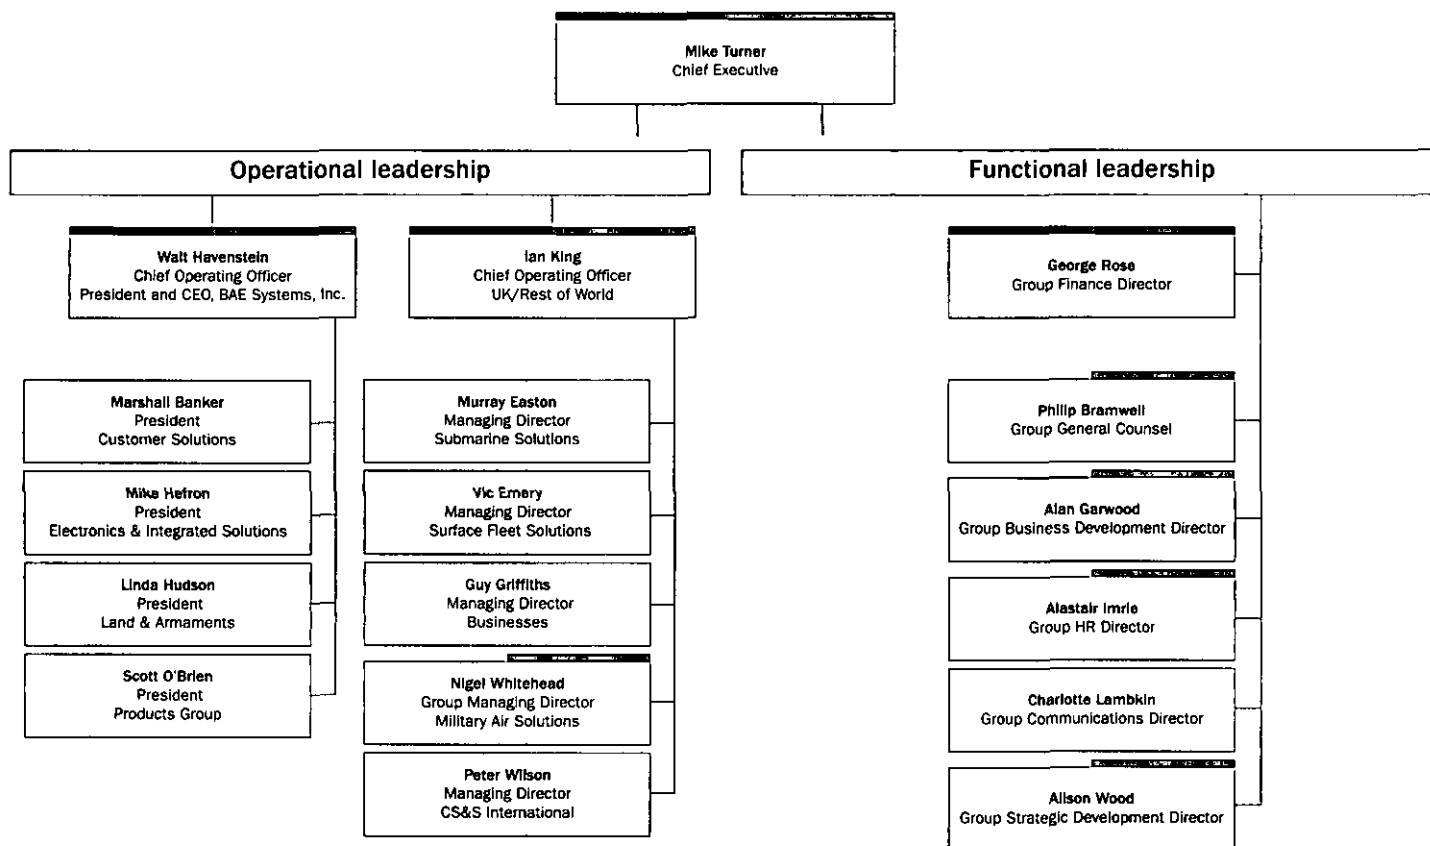 Mike Turner
Chief Executive
Operational leadership
Walt Havenstein
Chief Operating Officer
President and CEO, BAE Systems, Inc.
Marshall Banker
President
Customer Solutions
Mike Hefron
President
Electronics & Integrated Solutions
Linda Hudson
President
Land & Armaments
Scott O'Brien
President
Products Group
Ian King
Chief Operating Officer
UK/Rest of World
Murray Easton
Managing Director
Submarine Solutions
Vic Emery
Managing Director
Surface Fleet Solutions
Guy Griffiths
Managing Director
Businesses
Nigel Whitehead
Group Managing Director
Military Air Solutions
Peter Wilson
Managing Director
CS&S International
Functional leadership
George Rose
Group Finance Director
Philip Bramwell
Group General Counsel
Alan Garwood
Group Business Development Director
Alastair Imrie
Group HR Director
Charlotte Lambkin
Group Communications Director
Alison Wood
Group Strategic Development Director